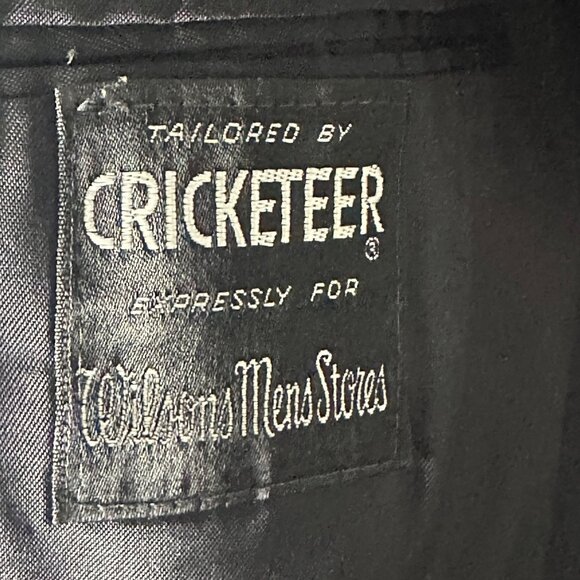 TAILORED BY
CRICKETEER®
EXPRESSLY FOR
Wilsons Mens Stores